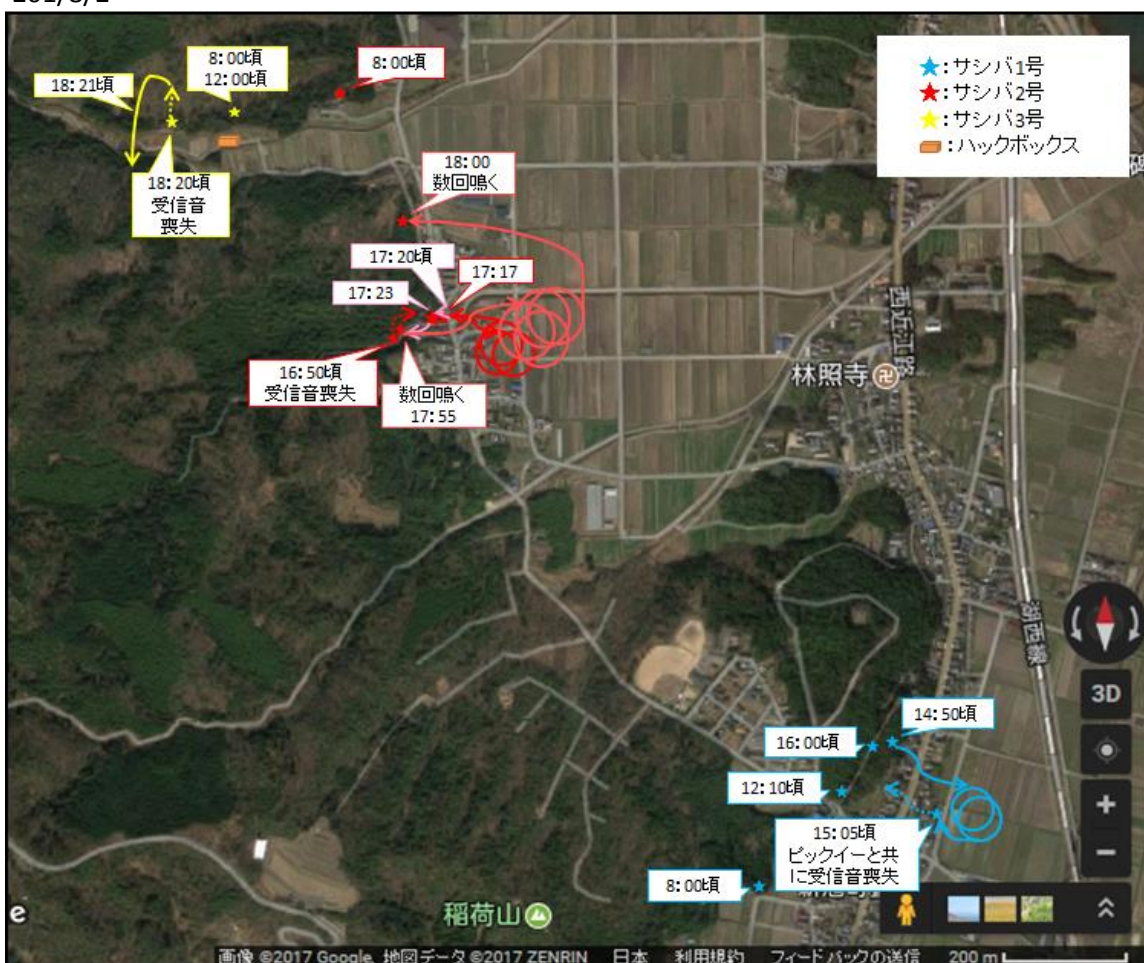 8:00頃
12:00頃
18:21頃
8:00頃
★:サシバ1号
★:サシバ2号
★:サシバ3号
:ハックボックス
18:00
数回鳴く
18:20頃
受信音
喪失
17:20頃
17:17
17:23
16:50頃
受信音喪失
数回鳴く
17:55
西近江路
林照寺
湖西線
3D
14:50頃
16:00頃
12:10頃
15:05頃
ピックイーと共
に受信音喪失
8:00頃
稲荷山
e
画像 ©2017 Google, 地図データ ©2017 ZENRIN 日本 利用規約 フィードバックの送信 200 m